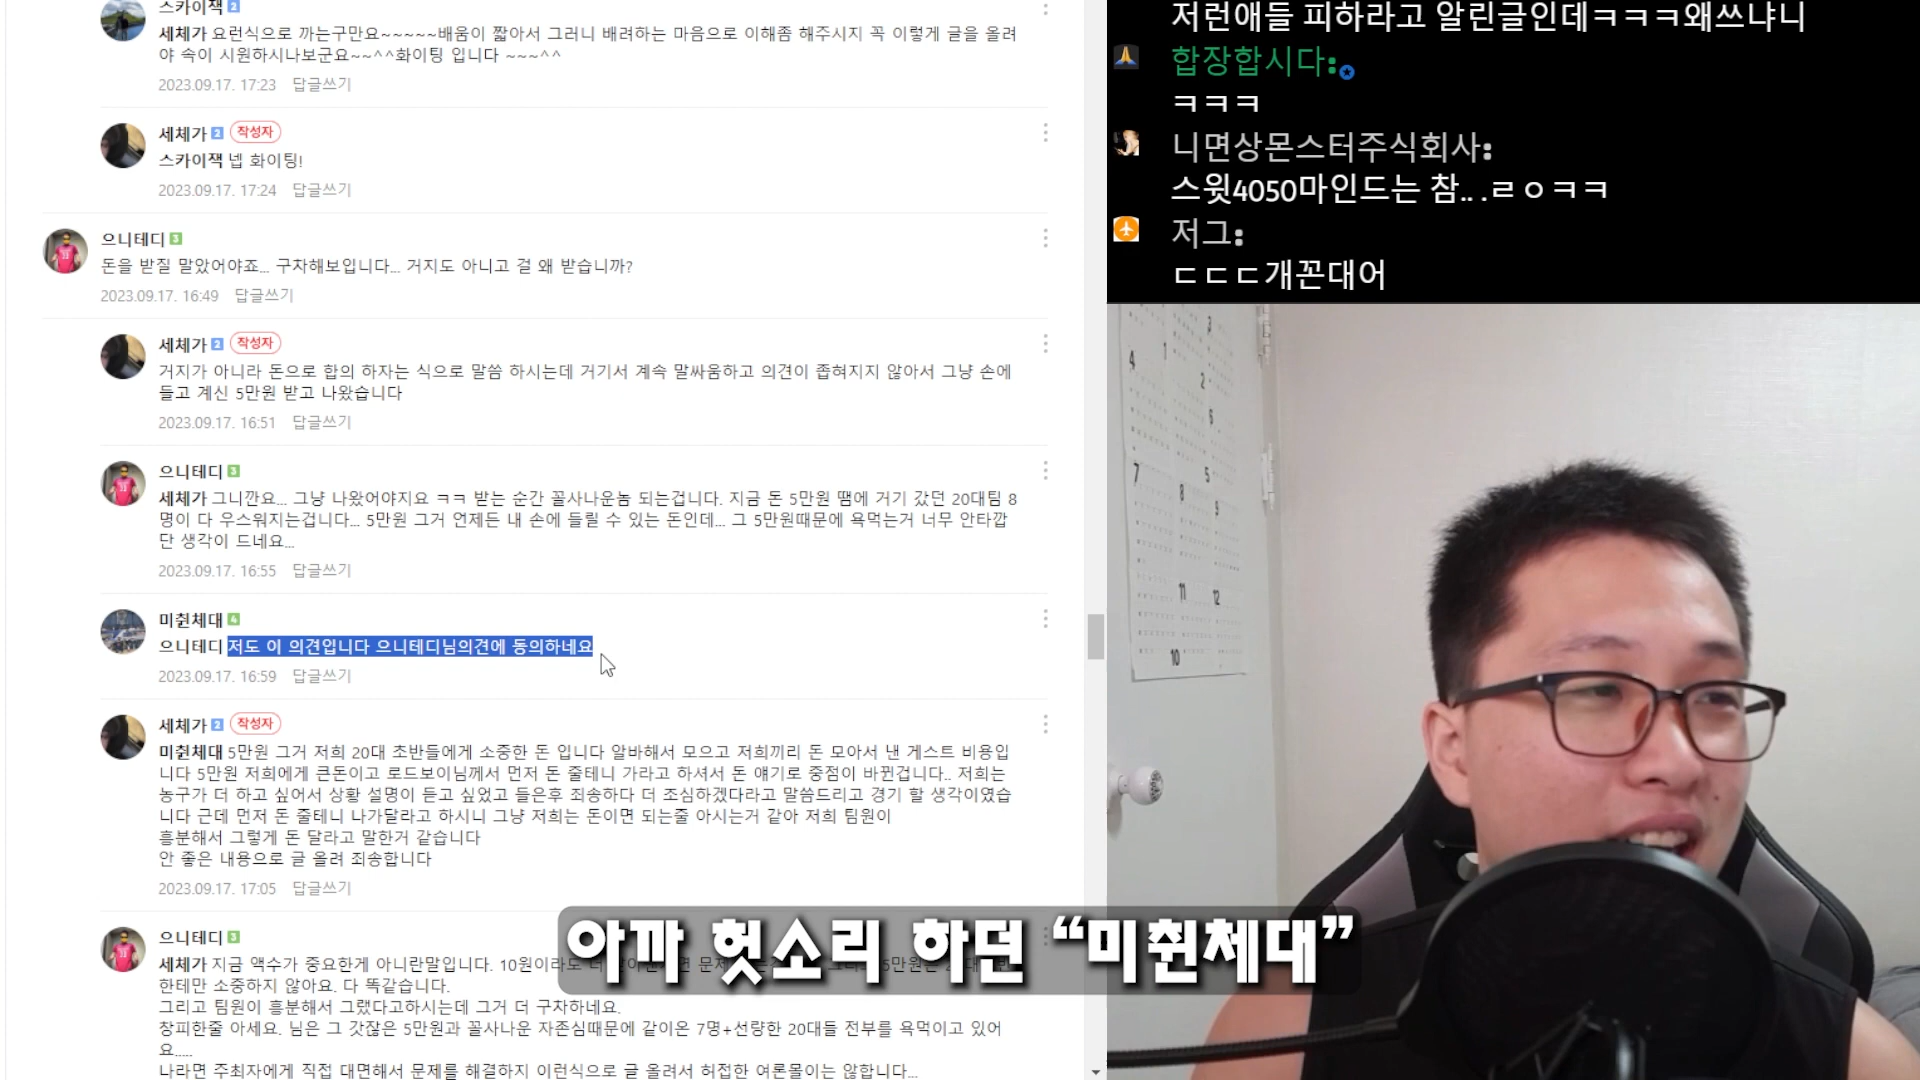 스카이잭 2
세체가 요런식으로 까는구만요~~~~~배움이 짧아서 그러니 배려하는 마음으로 이해좀 해주시지 꼭 이렇게 글을 올려
야 속이 시원하시나보군요~~^^화이팅 입니다 ~~~^^
2023.09.17. 17:23 답글쓰기
세체가 2 작성자
스카이잭 넵 화이팅!
2023.09.17. 17:24 답글쓰기
으니테디 3
돈을 받질 말았어야죠... 구차해보입니다... 거지도 아니고 걸 왜 받습니까?
2023.09.17. 16:49 답글쓰기
세체가 2 작성자
거지가 아니라 돈으로 합의 하자는 식으로 말씀 하시는데 거기서 계속 말싸움하고 의견이 좁혀지지 않아서 그냥 손에
들고 계신 5만원 받고 나왔습니다
2023.09.17. 16:51 답글쓰기
으니테디 3
세체가 그니깐요... 그냥 나왔어야지요 ㅋㅋ 받는 순간 꼴사나운놈 되는겁니다. 지금 돈 5만원 땜에 거기 갔던 20대팀 8
명이 다 우스워지는겁니다... 5만원 그거 언제든 내 손에 들릴 수 있는 돈인데... 그 5만원때문에 욕먹는거 너무 안타깝
단 생각이 드네요...
2023.09.17. 16:55 답글쓰기
미췬체대 4
으니테디 저도 이 의견입니다 으니테디님의견에 동의하네요
2023.09.17. 16:59 답글쓰기
세체가 2 작성자
미췬체대 5만원 그거 저희 20대 초반들에게 소중한 돈 입니다 알바해서 모으고 저희끼리 돈 모아서 낸 게스트 비용입
니다 5만원 저희에게 큰돈이고 로드보이님께서 먼저 돈 줄테니 가라고 하셔서 돈 얘기로 중점이 바뀐겁니다.. 저희는
농구가 더 하고 싶어서 상황 설명이 듣고 싶었고 들은후 죄송하다 더 조심하겠다라고 말씀드리고 경기 할 생각이였습
니다 근데 먼저 돈 줄테니 나가달라고 하시니 그냥 저희는 돈이면 되는줄 아시는거 같아 저희 팀원이
흥분해서 그렇게 돈 달라고 말한거 같습니다
안 좋은 내용으로 글 올려 죄송합니다
2023.09.17. 17:05 답글쓰기
으니테디 3
세체가 지금 액수가 중요한게 아니란말입니다. 10원이라도
한테만 소중하지 않아요. 다 똑같습니다.
그리고 팀원이 흥분해서 그랬다고하시는데 그거 더 구차하네요.
창피한줄 아세요. 님은 그 갓잖은 5만원과 꼴사나운 자존심때문에 같이온 7명+선량한 20대들 전부를 욕먹이고 있어
요.....
나라면 주최자에게 직접 대면해서 문제를 해결하지 이런식으로 글 올려서 허접한 여론몰이는 않합니다...
저런애들 피하라고 알린글인데ㅋㅋㅋ왜쓰냐니
합장합시다:
ㅋㅋㅋ
니면상몬스터주식회사:
스윗4050마인드는 참.. .ㄹㅇㅋㅋ
저그:
ㄷㄷㄷ개꼰대어
4
1
3
2
6
7
5
8
9
11
12
10
아까 헛소리 하던 “미췬체대”